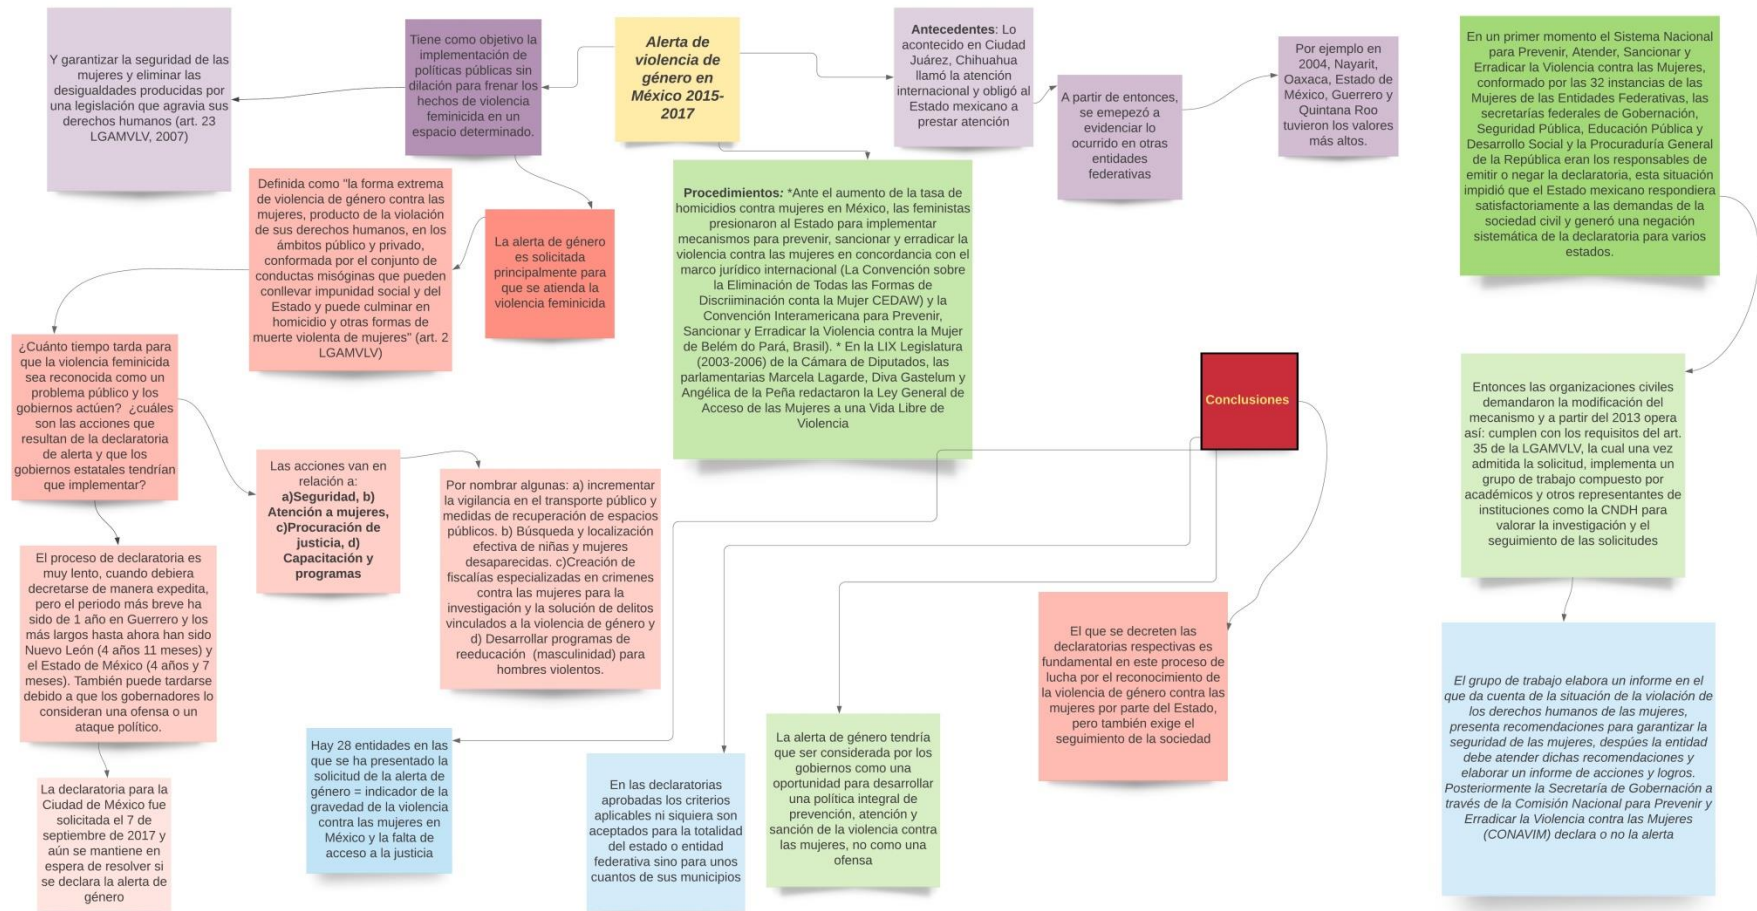 Alerta de
violencia de
género en
México 2015-
2017
Tiene como objetivo la
implementación de
políticas públicas sin
dilación para frenar los
hechos de violencia
feminicida en un
espacio determinado.
Y garantizar la seguridad de las
mujeres y eliminar las
desigualdades producidas por
una legislación que agravia sus
derechos humanos (art. 23
LGAMVLV, 2007)
La alerta de género
es solicitada
principalmente para
que se atienda la
violencia feminicida
Definida como "la forma extrema
de violencia de género contra las
mujeres, producto de la violación
de sus derechos humanos, en los
ámbitos público y privado,
conformada por el conjunto de
conductas misóginas que pueden
conllevar impunidad social y del
Estado y puede culminar en
homicidio y otras formas de
muerte violenta de mujeres" (art. 2
LGAMVLV)
¿Cuánto tiempo tarda para
que la violencia feminicida
sea reconocida como un
problema público y los
gobiernos actúen? ¿cuáles
son las acciones que
resultan de la declaratoria
de alerta y que los
gobiernos estatales tendrían
que implementar?
Las acciones van en
relación a:
a)Seguridad, b)
Atención a mujeres,
c)Procuración de
justicia, d)
Capacitación y
programas
Por nombrar algunas: a) incrementar
la vigilancia en el transporte público y
medidas de recuperación de espacios
públicos. b) Búsqueda y localización
efectiva de niñas y mujeres
desaparecidas. c)Creación de
fiscalías especializadas en crimenes
contra las mujeres para la
investigación y la solución de delitos
vinculados a la violencia de género y
d) Desarrollar programas de
reeducación (masculinidad) para
hombres violentos.
El proceso de declaratoria es
muy lento, cuando debiera
decretarse de manera expedita,
pero el periodo más breve ha
sido de 1 año en Guerrero y los
más largos hasta ahora han sido
Nuevo León (4 años 11 meses) y
el Estado de México (4 años y 7
meses). También puede tardarse
debido a que los gobernadores lo
consideran una ofensa o un
ataque político.
La declaratoria para la
Ciudad de México fue
solicitada el 7 de
septiembre de 2017 y
aún se mantiene en
espera de resolver si
se declara la alerta de
género
Antecedentes: Lo
acontecido en Ciudad
Juárez, Chihuahua
llamó la atención
internacional y obligó al
Estado mexicano a
prestar atención
A partir de entonces,
se emepezó a
evidenciar lo
ocurrido en otras
entidades
federativas
Por ejemplo en
2004, Nayarit,
Oaxaca, Estado de
México, Guerrero y
Quintana Roo
tuvieron los valores
más altos.
Procedimientos: *Ante el aumento de la tasa de
homicidios contra mujeres en México, las feministas
presionaron al Estado para implementar
mecanismos para prevenir, sancionar y erradicar la
violencia contra las mujeres en concordancia con el
marco jurídico internacional (La Convención sobre
la Eliminación de Todas las Formas de
Discriiminación conta la Mujer CEDAW) y la
Convención Interamericana para Prevenir,
Sancionar y Erradicar la Violencia contra la Mujer
de Belém do Pará, Brasil). * En la LIX Legislatura
(2003-2006) de la Cámara de Diputados, las
parlamentarias Marcela Lagarde, Diva Gastelum y
Angélica de la Peña redactaron la Ley General de
Acceso de las Mujeres a una Vida Libre de
Violencia
En un primer momento el Sistema Nacional
para Prevenir, Atender, Sancionar y
Erradicar la Violencia contra las Mujeres,
conformado por las 32 instancias de las
Mujeres de las Entidades Federativas, las
secretarías federales de Gobernación,
Seguridad Pública, Educación Pública y
Desarrollo Social y la Procuraduría General
de la República eran los responsables de
emitir o negar la declaratoria, esta situación
impidió que el Estado mexicano respondiera
satisfactoriamente a las demandas de la
sociedad civil y generó una negación
sistemática de la declaratoria para varios
estados.
Entonces las organizaciones civiles
demandaron la modificación del
mecanismo y a partir del 2013 opera
así: cumplen con los requisitos del art.
35 de la LGAMVLV, la cual una vez
admitida la solicitud, implementa un
grupo de trabajo compuesto por
académicos y otros representantes de
instituciones como la CNDH para
valorar la investigación y el
seguimiento de las solicitudes
El grupo de trabajo elabora un informe en el
que da cuenta de la situación de la violación de
los derechos humanos de las mujeres,
presenta recomendaciones para garantizar la
seguridad de las mujeres, despúes la entidad
debe atender dichas recomendaciones y
elaborar un informe de acciones y logros.
Posteriormente la Secretaría de Gobernación a
través de la Comisión Nacional para Prevenir y
Erradicar la Violencia contra las Mujeres
(CONAVIM) declara o no la alerta
Conclusiones
Hay 28 entidades en las
que se ha presentado la
solicitud de la alerta de
género = indicador de la
gravedad de la violencia
contra las mujeres en
México y la falta de
acceso a la justicia
En las declaratorias
aprobadas los criterios
aplicables ni siquiera son
aceptados para la totalidad
del estado o entidad
federativa sino para unos
cuantos de sus municipios
La alerta de género tendría
que ser considerada por los
gobiernos como una
oportunidad para desarrollar
una política integral de
prevención, atención y
sanción de la violencia contra
las mujeres, no como una
ofensa
El que se decreten las
declaratorias respectivas es
fundamental en este proceso de
lucha por el reconocimiento de
la violencia de género contra las
mujeres por parte del Estado,
pero también exige el
seguimiento de la sociedad